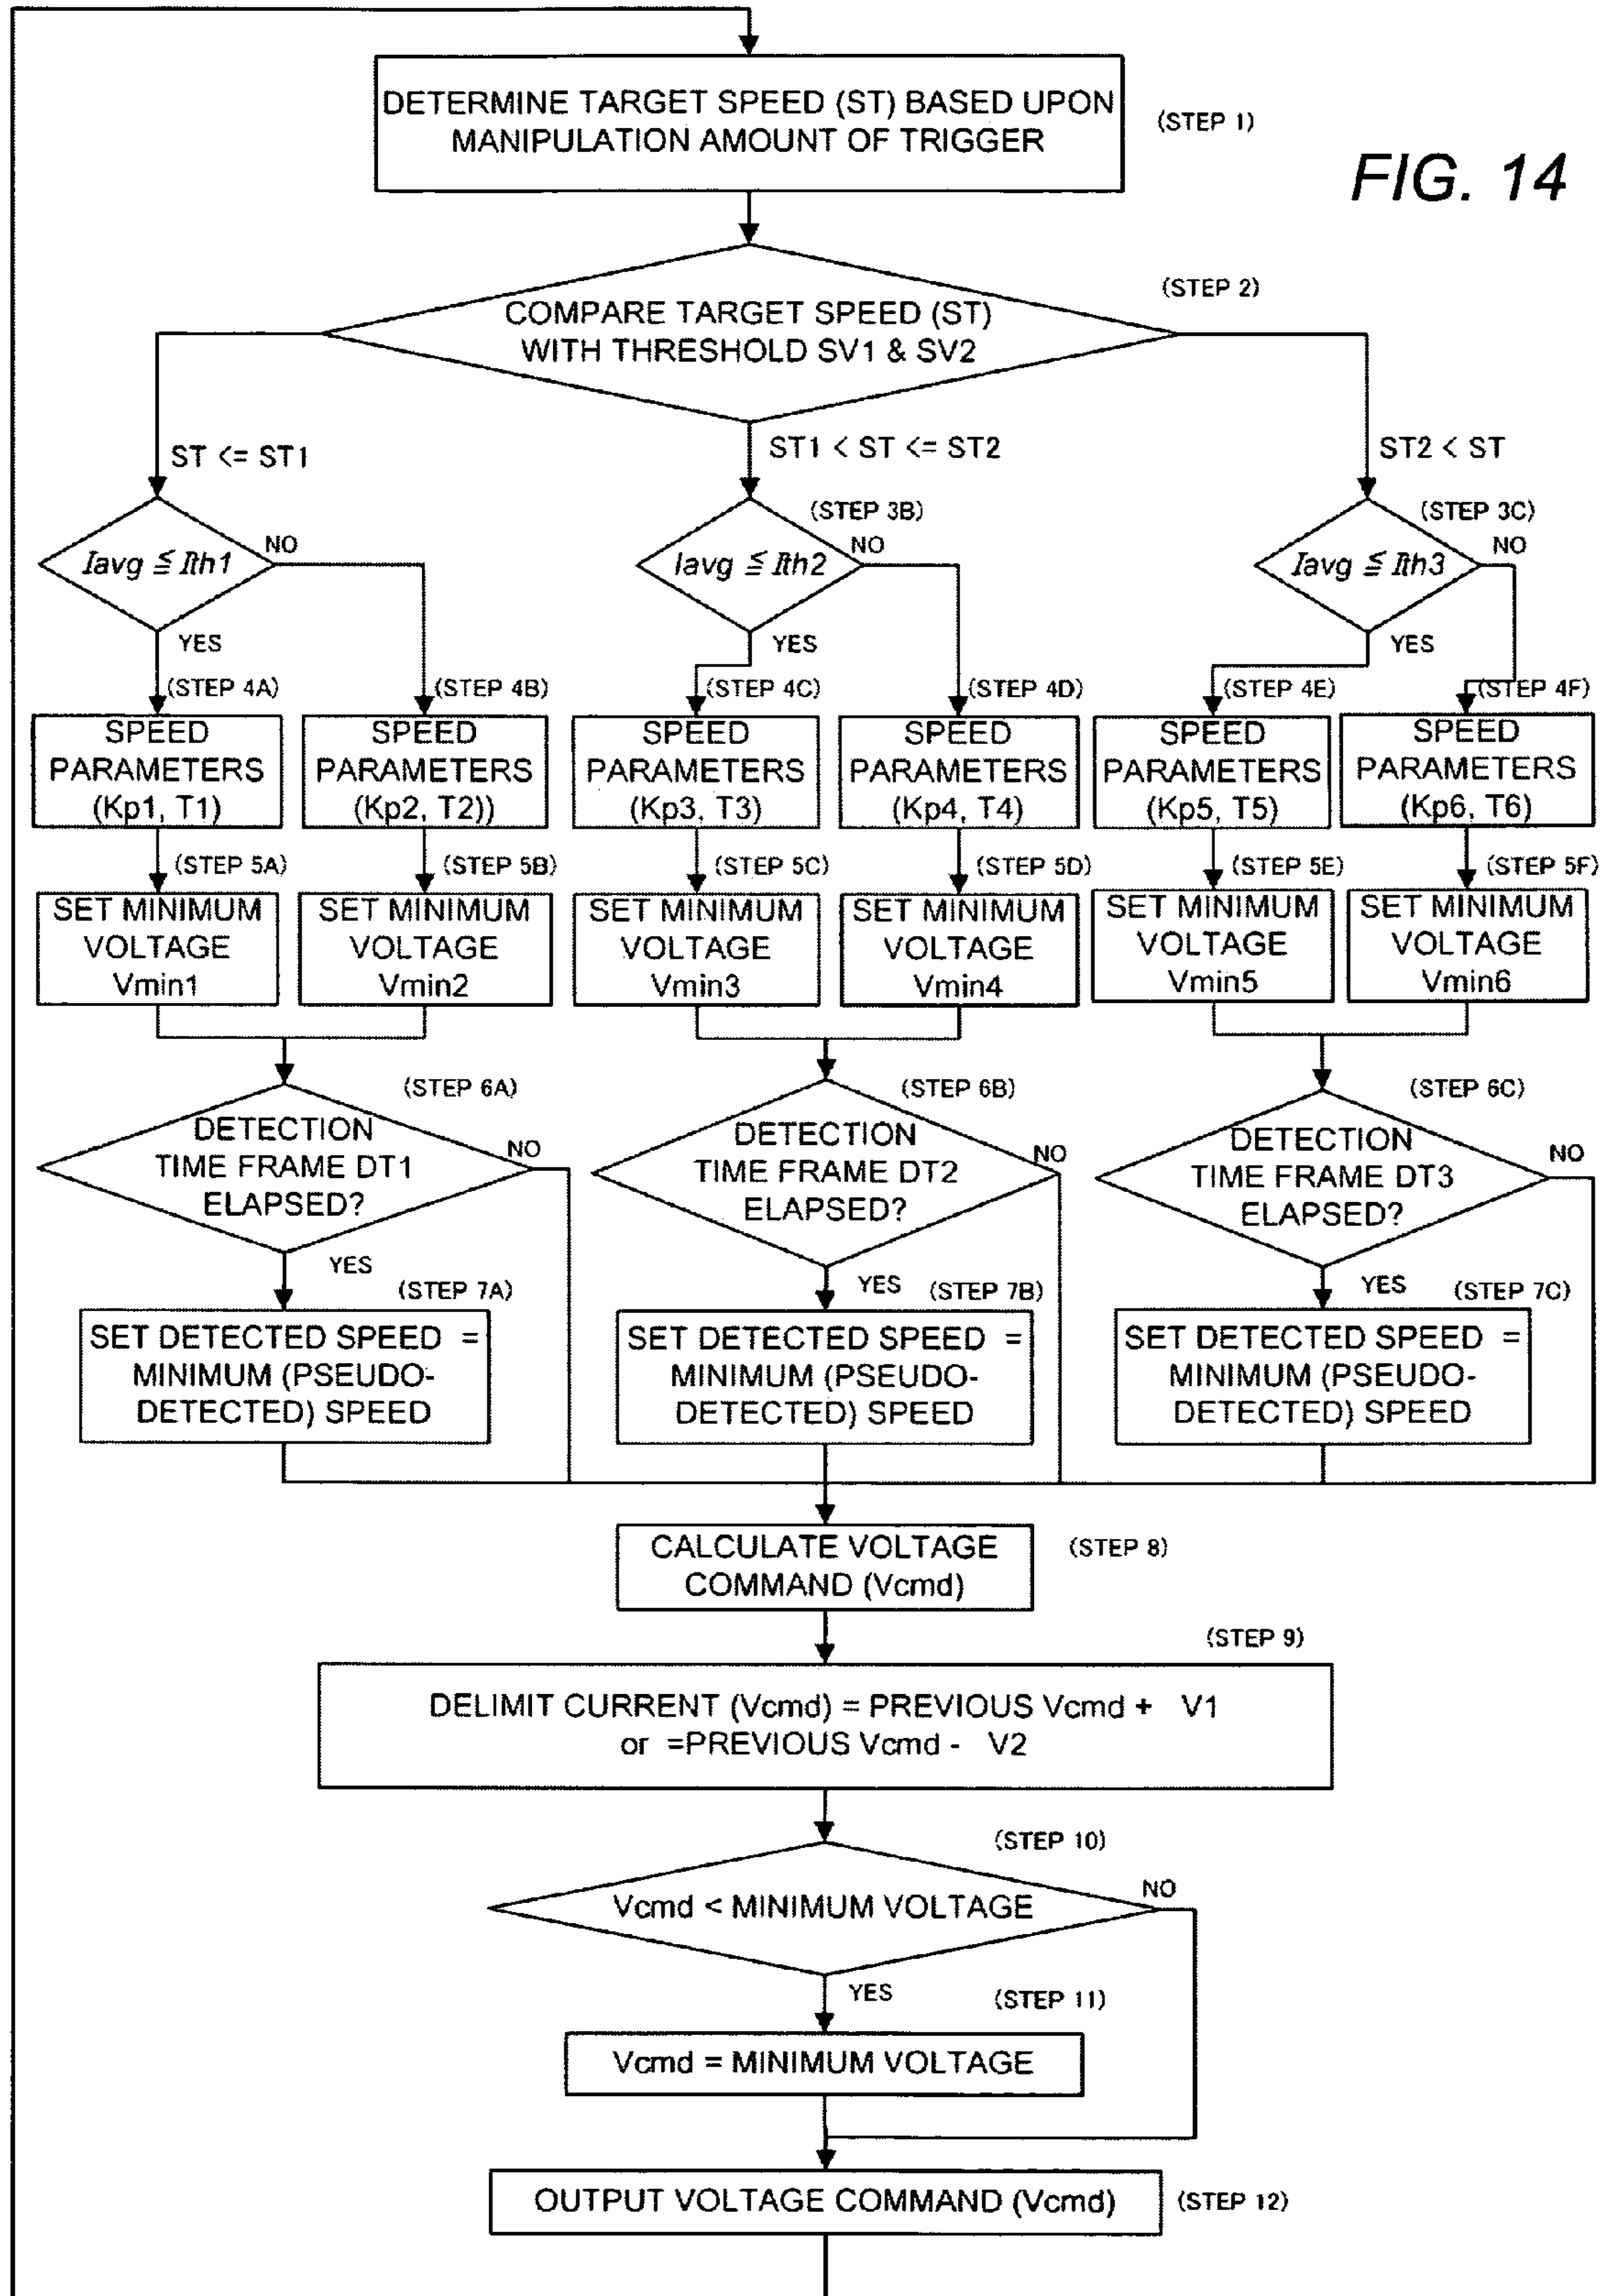 DETERMINE TARGET SPEED (ST) BASED UPON
MANIPULATION AMOUNT OF TRIGGER
(STEP 1)
FIG. 14
(STEP 2)
COMPARE TARGET SPEED (ST)
WITH THRESHOLD SV1 & SV2
ST <= ST1
ST1 < ST <= ST2
ST2 < ST
(STEP 3B)
(STEP 3C)
Iavg ≦ Ith1
NO
Iavg ≦ Ith2
NO
Iavg ≦ Ith3
NO
YES
YES
YES
(STEP 4A)
(STEP 4B)
(STEP 4C)
(STEP 4D)
(STEP 4E)
(STEP 4F)
SPEED
PARAMETERS
(Kp1, T1)
SPEED
PARAMETERS
(Kp2, T2))
SPEED
PARAMETERS
(Kp3, T3)
SPEED
PARAMETERS
(Kp4, T4)
SPEED
PARAMETERS
(Kp5, T5)
SPEED
PARAMETERS
(Kp6, T6)
(STEP 5A)
(STEP 5B)
(STEP 5C)
(STEP 5D)
(STEP 5E)
(STEP 5F)
SET MINIMUM
VOLTAGE
Vmin1
SET MINIMUM
VOLTAGE
Vmin2
SET MINIMUM
VOLTAGE
Vmin3
SET MINIMUM
VOLTAGE
Vmin4
SET MINIMUM
VOLTAGE
Vmin5
SET MINIMUM
VOLTAGE
Vmin6
(STEP 6A)
(STEP 6B)
(STEP 6C)
DETECTION
TIME FRAME DT1
ELAPSED?
NO
DETECTION
TIME FRAME DT2
ELAPSED?
NO
DETECTION
TIME FRAME DT3
ELAPSED?
NO
YES
YES
YES
(STEP 7A)
(STEP 7B)
(STEP 7C)
SET DETECTED SPEED =
MINIMUM (PSEUDO-
DETECTED) SPEED
SET DETECTED SPEED =
MINIMUM (PSEUDO-
DETECTED) SPEED
SET DETECTED SPEED =
MINIMUM (PSEUDO-
DETECTED) SPEED
CALCULATE VOLTAGE
COMMAND (Vcmd)
(STEP 8)
(STEP 9)
DELIMIT CURRENT (Vcmd) = PREVIOUS Vcmd + V1
or =PREVIOUS Vcmd - V2
(STEP 10)
Vcmd < MINIMUM VOLTAGE
NO
YES
(STEP 11)
Vcmd = MINIMUM VOLTAGE
OUTPUT VOLTAGE COMMAND (Vcmd)
(STEP 12)